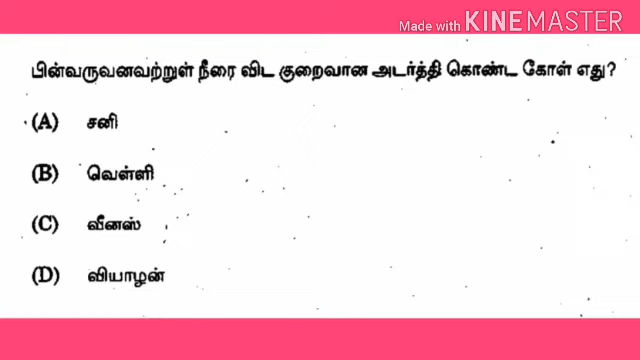 Made with KINEMASTER
பின்வருவனவற்றுள் நீரை விட குறைவான அடர்த்தி கொண்ட கோள் எது?
(A) சனி
(B) வெள்ளி
(C) வீனஸ்
(D) வியாழன்